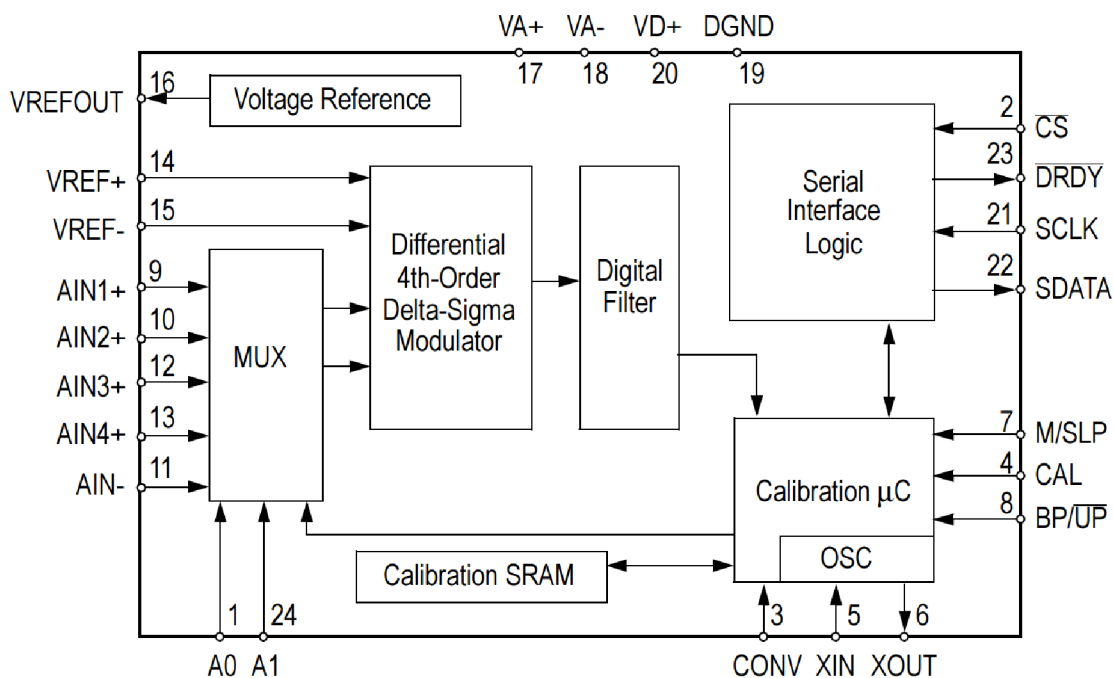 VA+ VA- VD+ DGND
17 18 20 19
VREFOUT 16 Voltage Reference
VREF+ 14
VREF- 15
AIN1+ 9
AIN2+ 10
AIN3+ 12
AIN4+ 13
AIN- 11
MUX
Differential
4th-Order
Delta-Sigma
Modulator
Digital
Filter
Serial
Interface
Logic
2 C̅S̅
23 D̅R̅D̅Y̅
21 SCLK
22 SDATA
Calibration µC
OSC
7 M/SLP
4 CAL
8 BP/U̅P̅
Calibration SRAM
1 24 3 5 6
A0 A1 CONV XIN XOUT